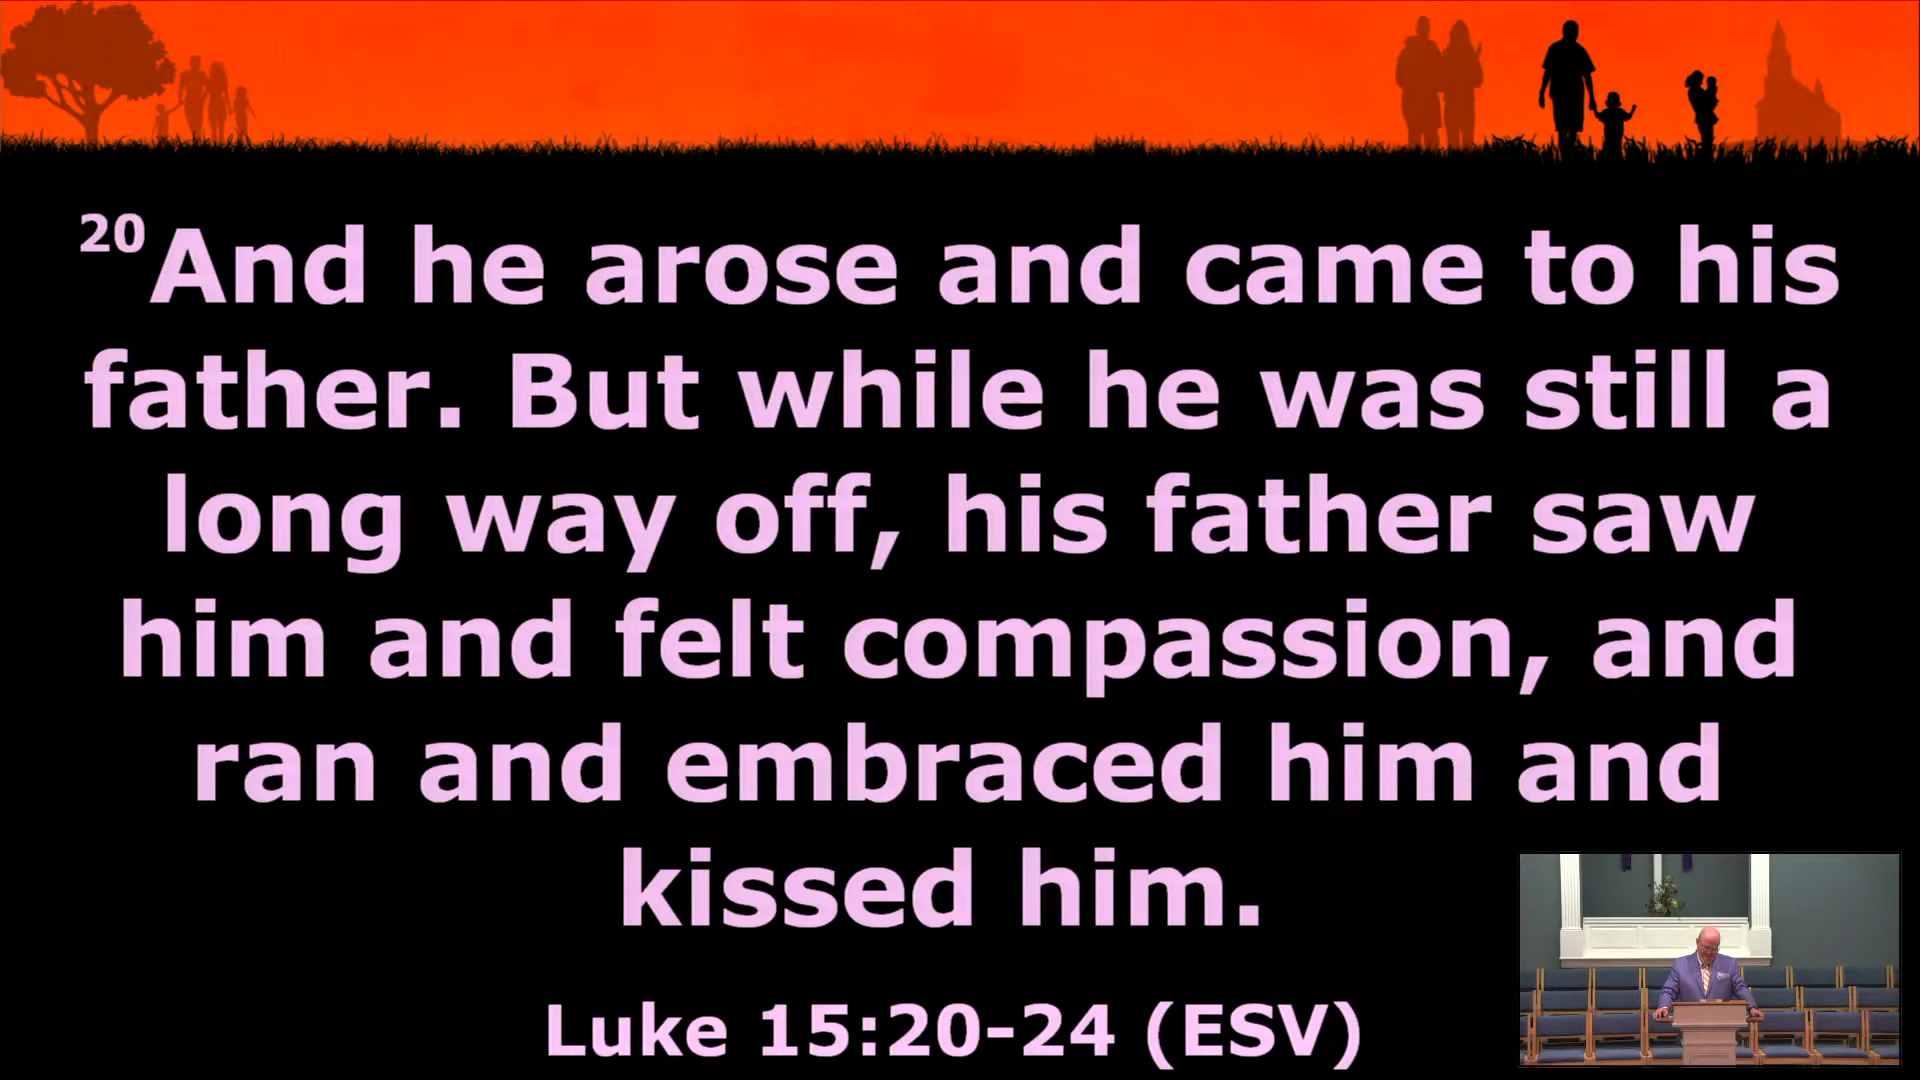 20And he arose and came to his
father. But while he was still a
long way off, his father saw
him and felt compassion, and
ran and embraced him and
kissed him.
Luke 15:20-24 (ESV)